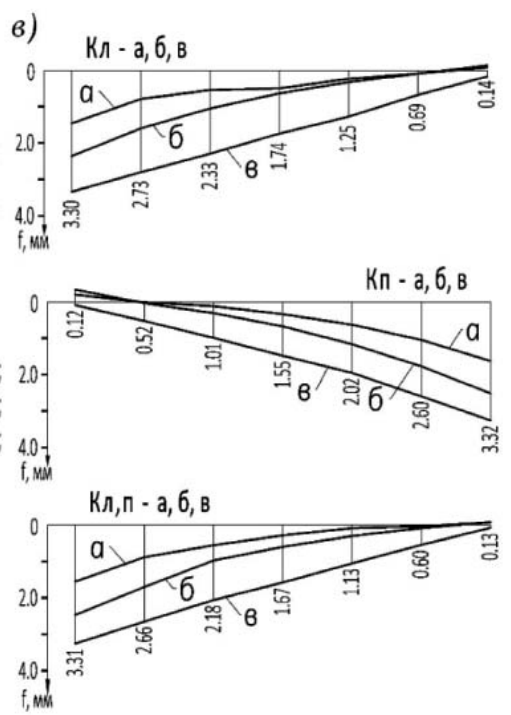 в)
Кл - а, б, в
0
2.0
4.0
f, мм
а
б
в
3.30
2.73
2.33
1.74
1.25
0.69
0.14
Кп - а, б, в
0
2.0
4.0
f, мм
0.12
0.52
1.01
1.55
2.02
2.60
3.32
в
б
а
Кл,п - а, б, в
0
2.0
4.0
f, мм
а
б
в
3.31
2.66
2.18
1.67
1.13
0.60
0.13